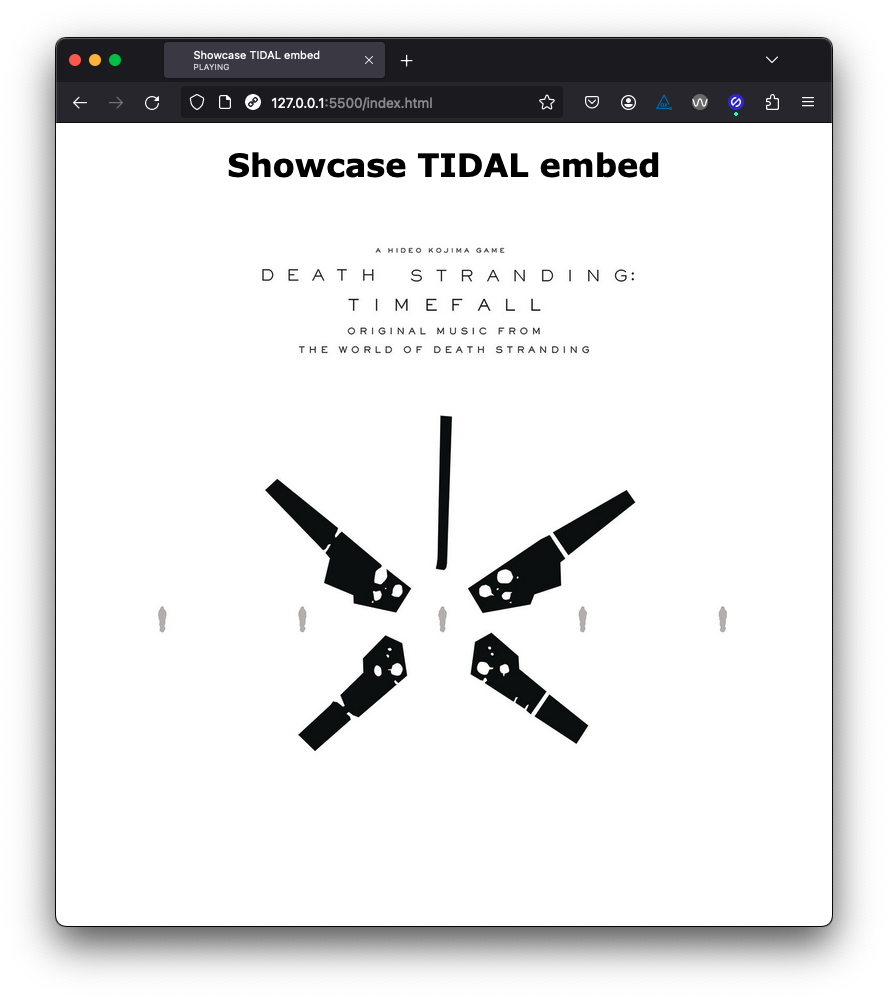 Showcase TIDAL embed
PLAYING
127.0.0.1:5500/index.html
Showcase TIDAL embed
A HIDEO KOJIMA GAME
DEATH STRANDING:
TIMEFALL
ORIGINAL MUSIC FROM
THE WORLD OF DEATH STRANDING